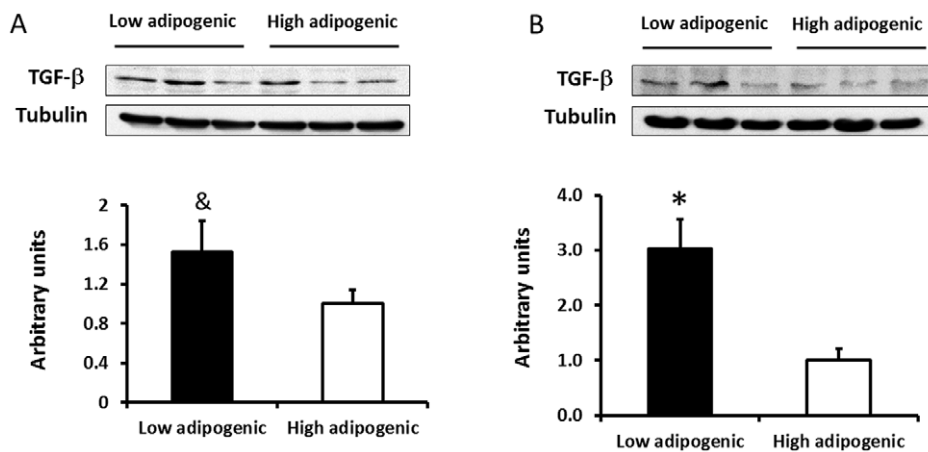 A
Low adipogenic High adipogenic
TGF-β
Tubulin
&
Arbitrary units
2
1.6
1.2
0.8
0.4
0
Low adipogenic High adipogenic
B
Low adipogenic High adipogenic
TGF-β
Tubulin
*
Arbitrary units
4.0
3.0
2.0
1.0
0.0
Low adipogenic High adipogenic